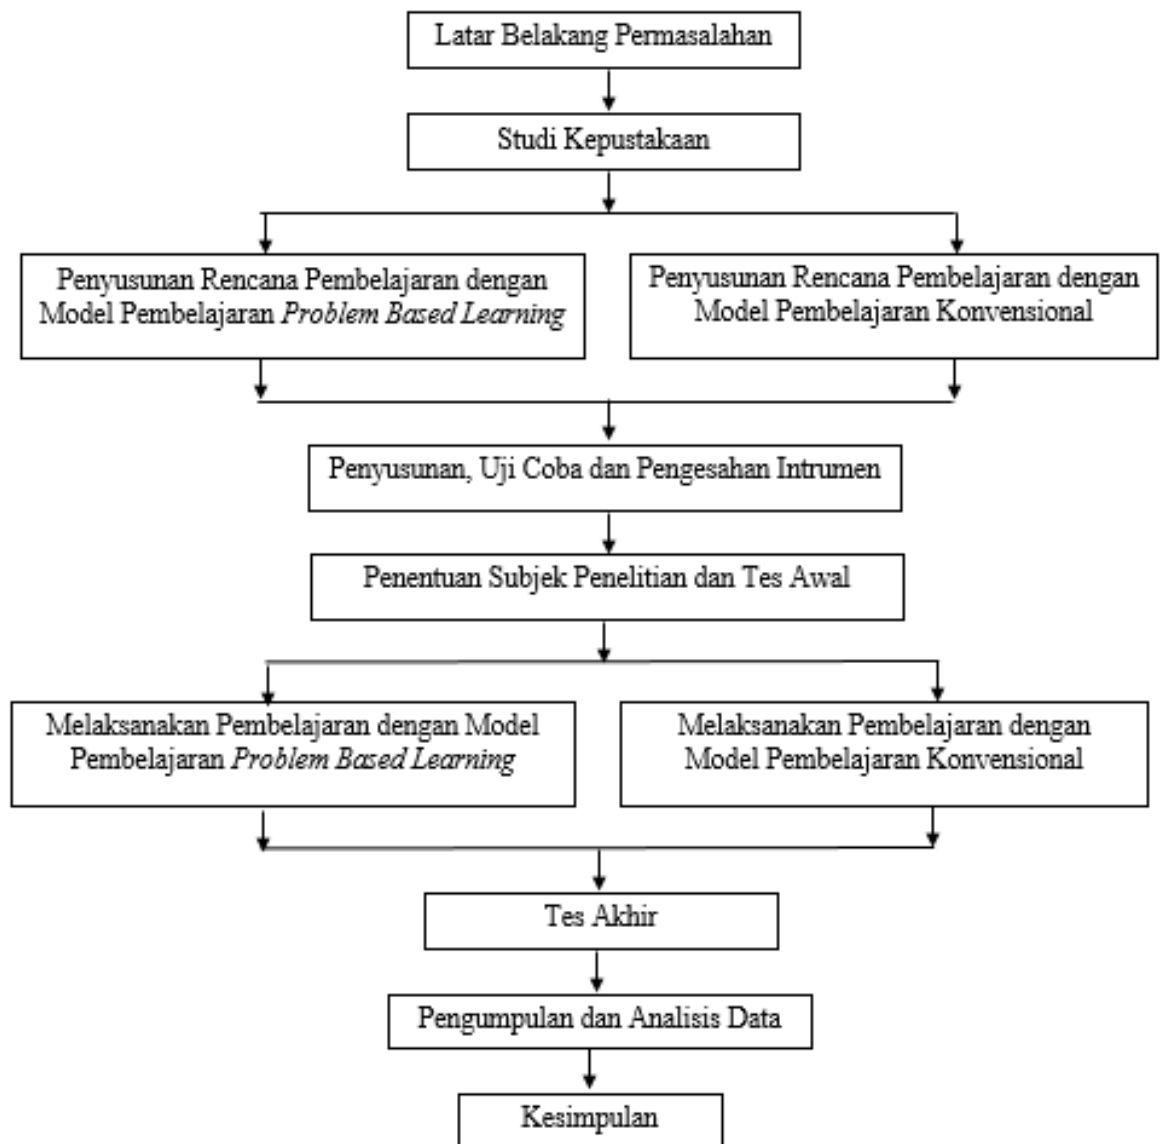 Latar Belakang Permasalahan
Studi Kepustakaan
Penyusunan Rencana Pembelajaran dengan
Model Pembelajaran Problem Based Learning
Penyusunan Rencana Pembelajaran dengan
Model Pembelajaran Konvensional
Penyusunan, Uji Coba dan Pengesahan Intrumen
Penentuan Subjek Penelitian dan Tes Awal
Melaksanakan Pembelajaran dengan Model
Pembelajaran Problem Based Learning
Melaksanakan Pembelajaran dengan
Model Pembelajaran Konvensional
Tes Akhir
Pengumpulan dan Analisis Data
Kesimpulan